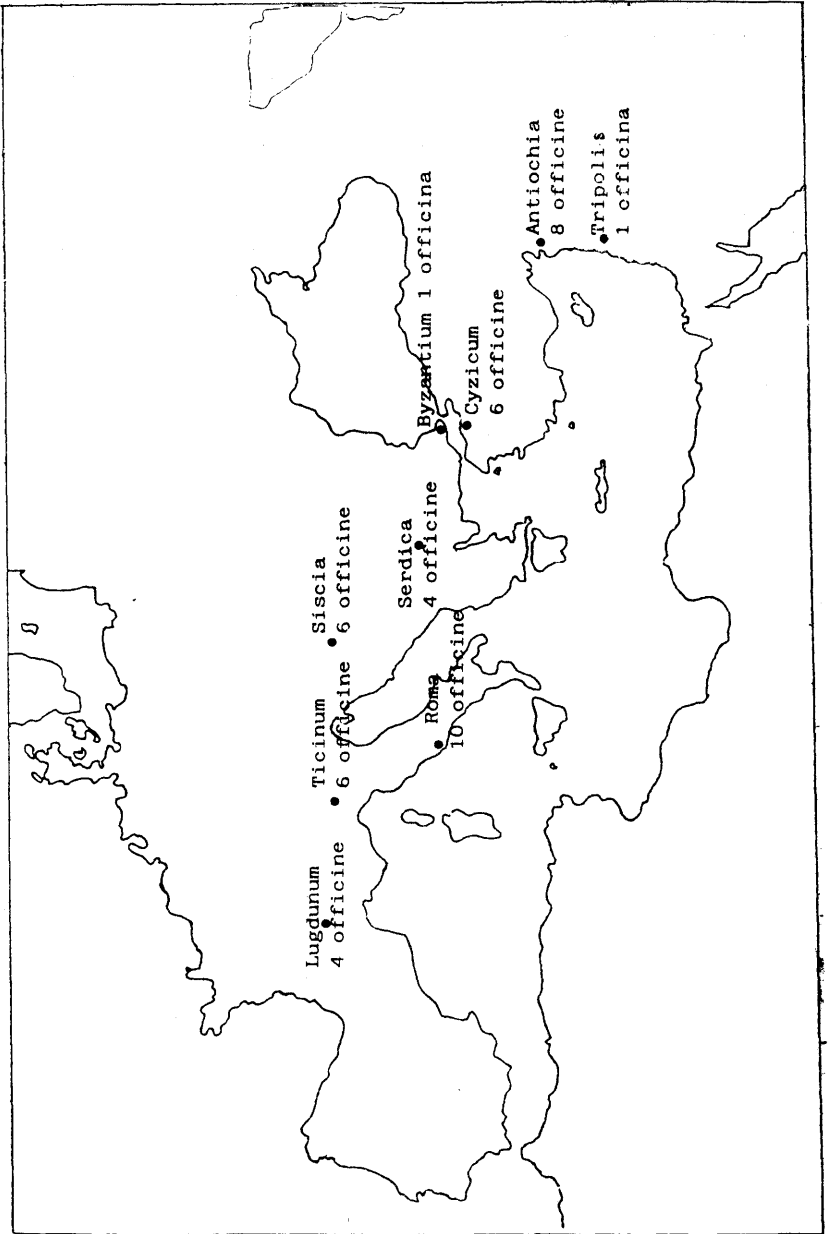 Lugdunum
4 officine
Ticinum
6 officine
Siscia
6 officine
Serdica
4 officine
Roma
10 officine
Byzantium 1 officina
Cyzicum
6 officine
Antiochia
8 officine
Tripolis
1 officina